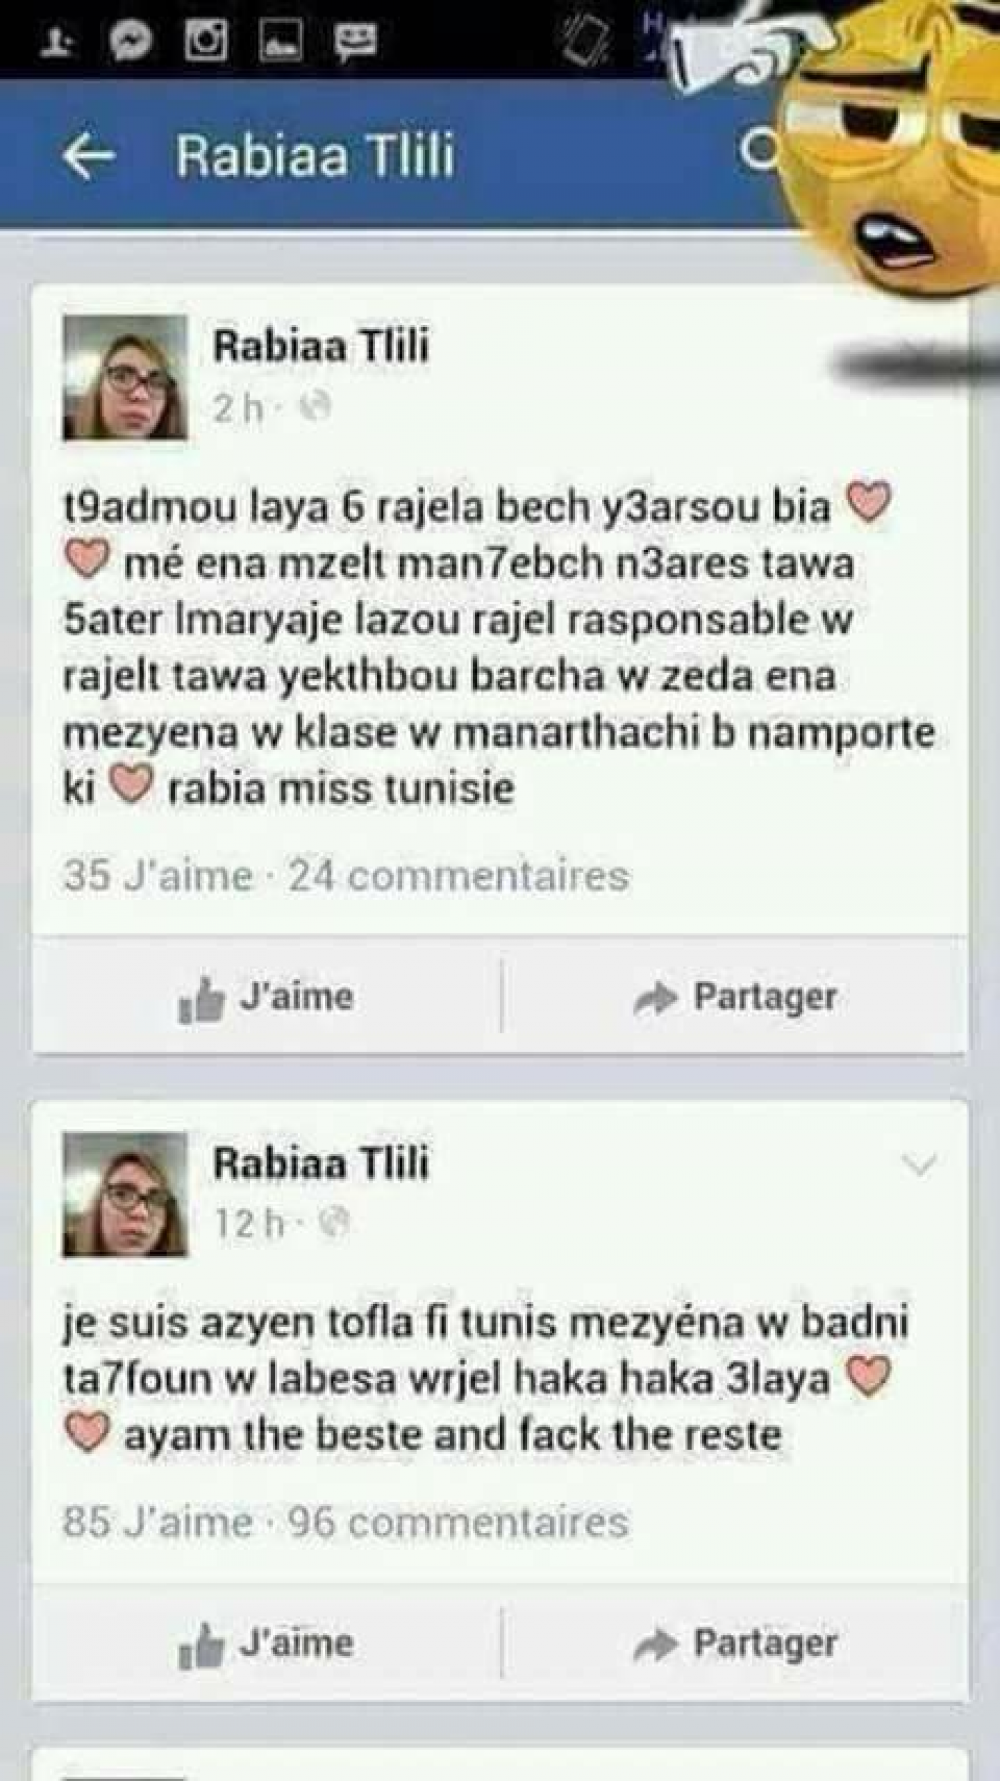 Rabiaa Tlili
Rabiaa Tlili
2 h ·
t9admou laya 6 rajela bech y3arsou bia
mé ena mzelt man7ebch n3ares tawa
5ater lmaryaje lazou rajel rasponsable w
rajelt tawa yekthbou barcha w zeda ena
mezyena w klase w manarthachi b namporte
ki rabia miss tunisie
35 J'aime · 24 commentaires
J'aime Partager
Rabiaa Tlili
12 h ·
je suis azyen tofla fi tunis mezyéna w badni
ta7foun w labesa wrjel haka haka 3laya
ayam the beste and fack the reste
85 J'aime · 96 commentaires
J'aime Partager